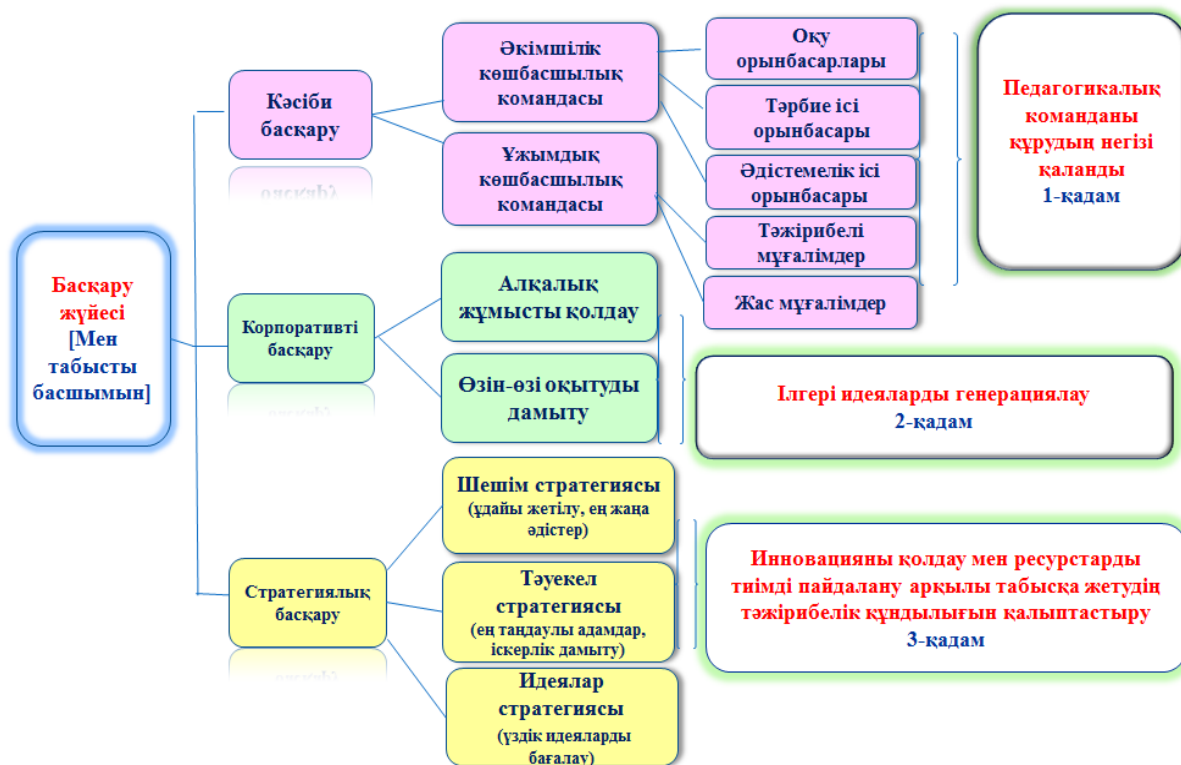 Басқару
жүйесі
[Мен
табысты
басшымын]
Кәсіби
басқару
басқару
Әкімшілік
көшбасшылық
командасы
Ұжымдық
көшбасшылық
командасы
Оқу
орынбасарлары
Тәрбие ісі
орынбасары
Әдістемелік ісі
орынбасары
Тәжірибелі
мұғалімдер
Жас мұғалімдер
Педагогикалық
команданы
құрудың негізі
қаланды
1-қадам
Корпоративті
басқару
басқару
Алқалық
жұмысты қолдау
Өзін-өзі оқытуды
дамыту
Ілгері идеяларды генерациялау
2-қадам
Стратегиялық
басқару
басқару
Шешім стратегиясы
(ұдайы жетілу, ең жаңа
әдістер)
Тәуекел
стратегиясы
(ең таңдаулы адамдар,
іскерлік дамыту)
Идеялар
стратегиясы
(үздік идеяларды
бағалау)
Инновацияны қолдау мен ресурстарды
тиімді пайдалану арқылы табысқа жетудің
тәжірибелік құндылығын қалыптастыру
3-қадам